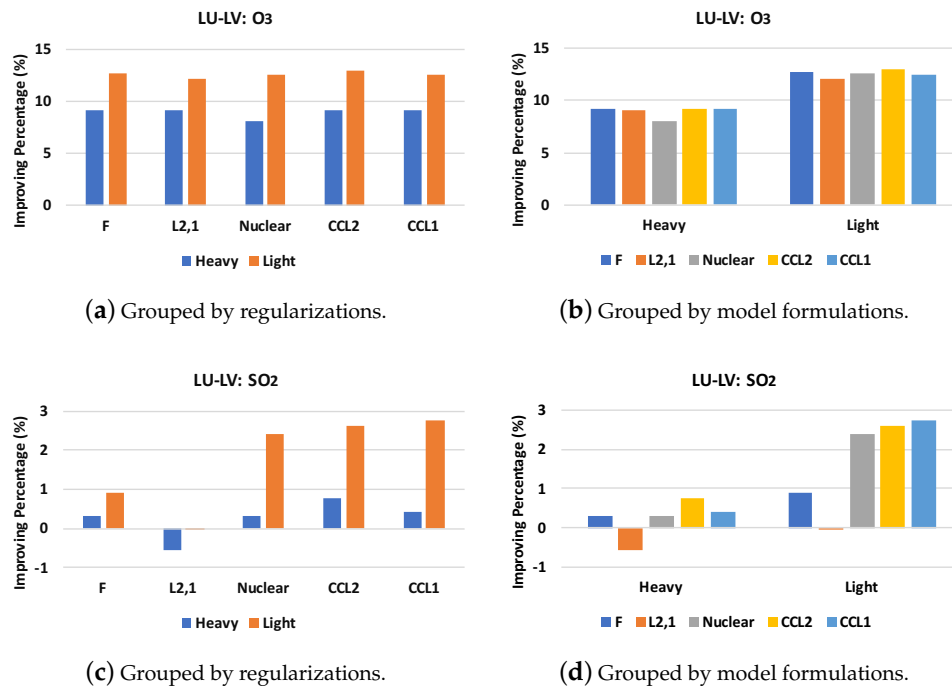 LU-LV: O3
Improving Percentage (%)
15
10
5
0
F L2,1 Nuclear CCL2 CCL1
Heavy Light
(a) Grouped by regularizations.
LU-LV: O3
Improving Percentage (%)
15
10
5
0
Heavy Light
F L2,1 Nuclear CCL2 CCL1
(b) Grouped by model formulations.
LU-LV: SO2
Improving Percentage (%)
3
2
1
0
-1
F L2,1 Nuclear CCL2 CCL1
Heavy Light
(c) Grouped by regularizations.
LU-LV: SO2
Improving Percentage (%)
3
2
1
0
-1
Heavy Light
F L2,1 Nuclear CCL2 CCL1
(d) Grouped by model formulations.